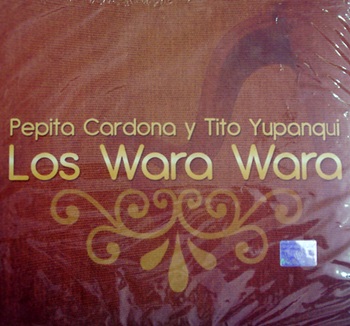 Pepita Cardona y Tito Yupanqui
Los Wara Wara